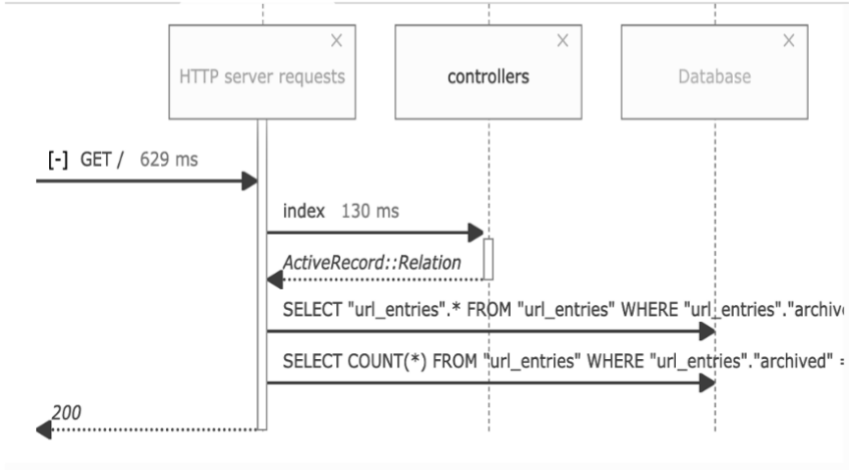 X
X
X
HTTP server requests
controllers
Database
[-] GET / 629 ms
index 130 ms
ActiveRecord::Relation
SELECT "url_entries".* FROM "url_entries" WHERE "url_entries"."archiv
SELECT COUNT(*) FROM "url_entries" WHERE "url_entries"."archived" =
200